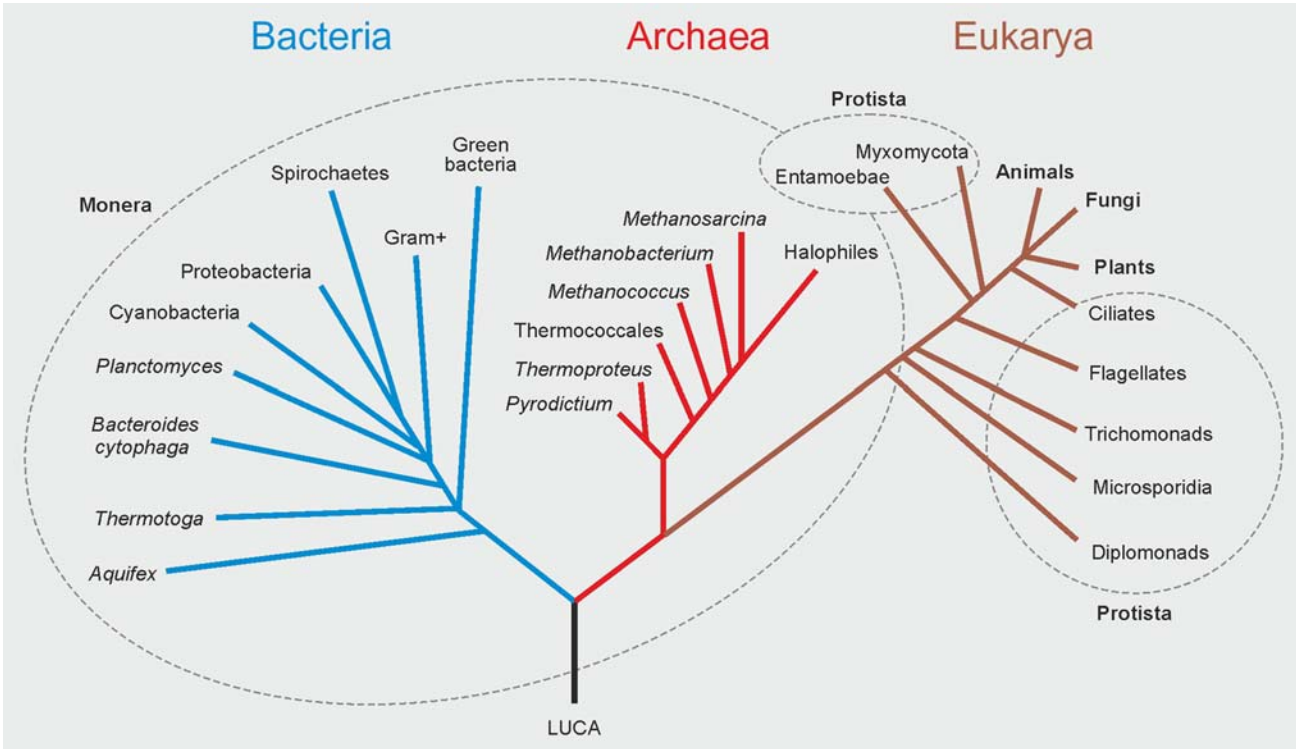 Bacteria
Archaea
Eukarya
Protista
Green
bacteria
Myxomycota
Spirochaetes
Entamoebae
Animals
Monera
Fungi
Methanosarcina
Gram+
Methanobacterium
Halophiles
Plants
Proteobacteria
Methanococcus
Cyanobacteria
Ciliates
Thermococcales
Planctomyces
Thermoproteus
Flagellates
Pyrodictium
Bacteroides
cytophaga
Trichomonads
Microsporidia
Thermotoga
Diplomonads
Aquifex
Protista
LUCA